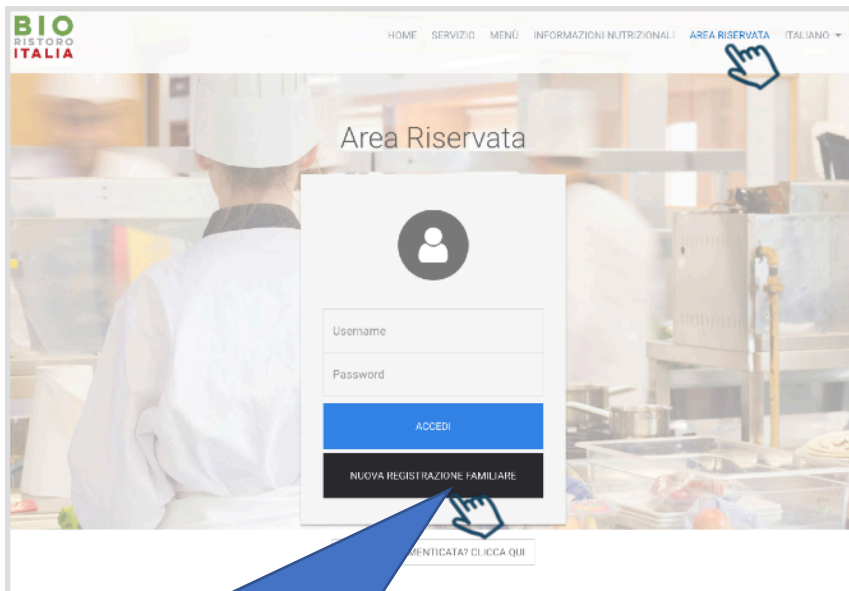 BIO
RISTORO
ITALIA
HOME SERVIZIO MENÙ INFORMAZIONI NUTRIZIONALI AREA RISERVATA ITALIANO
Area Riservata
Username
Password
ACCEDI
NUOVA REGISTRAZIONE FAMILIARE
CLICCA QUI